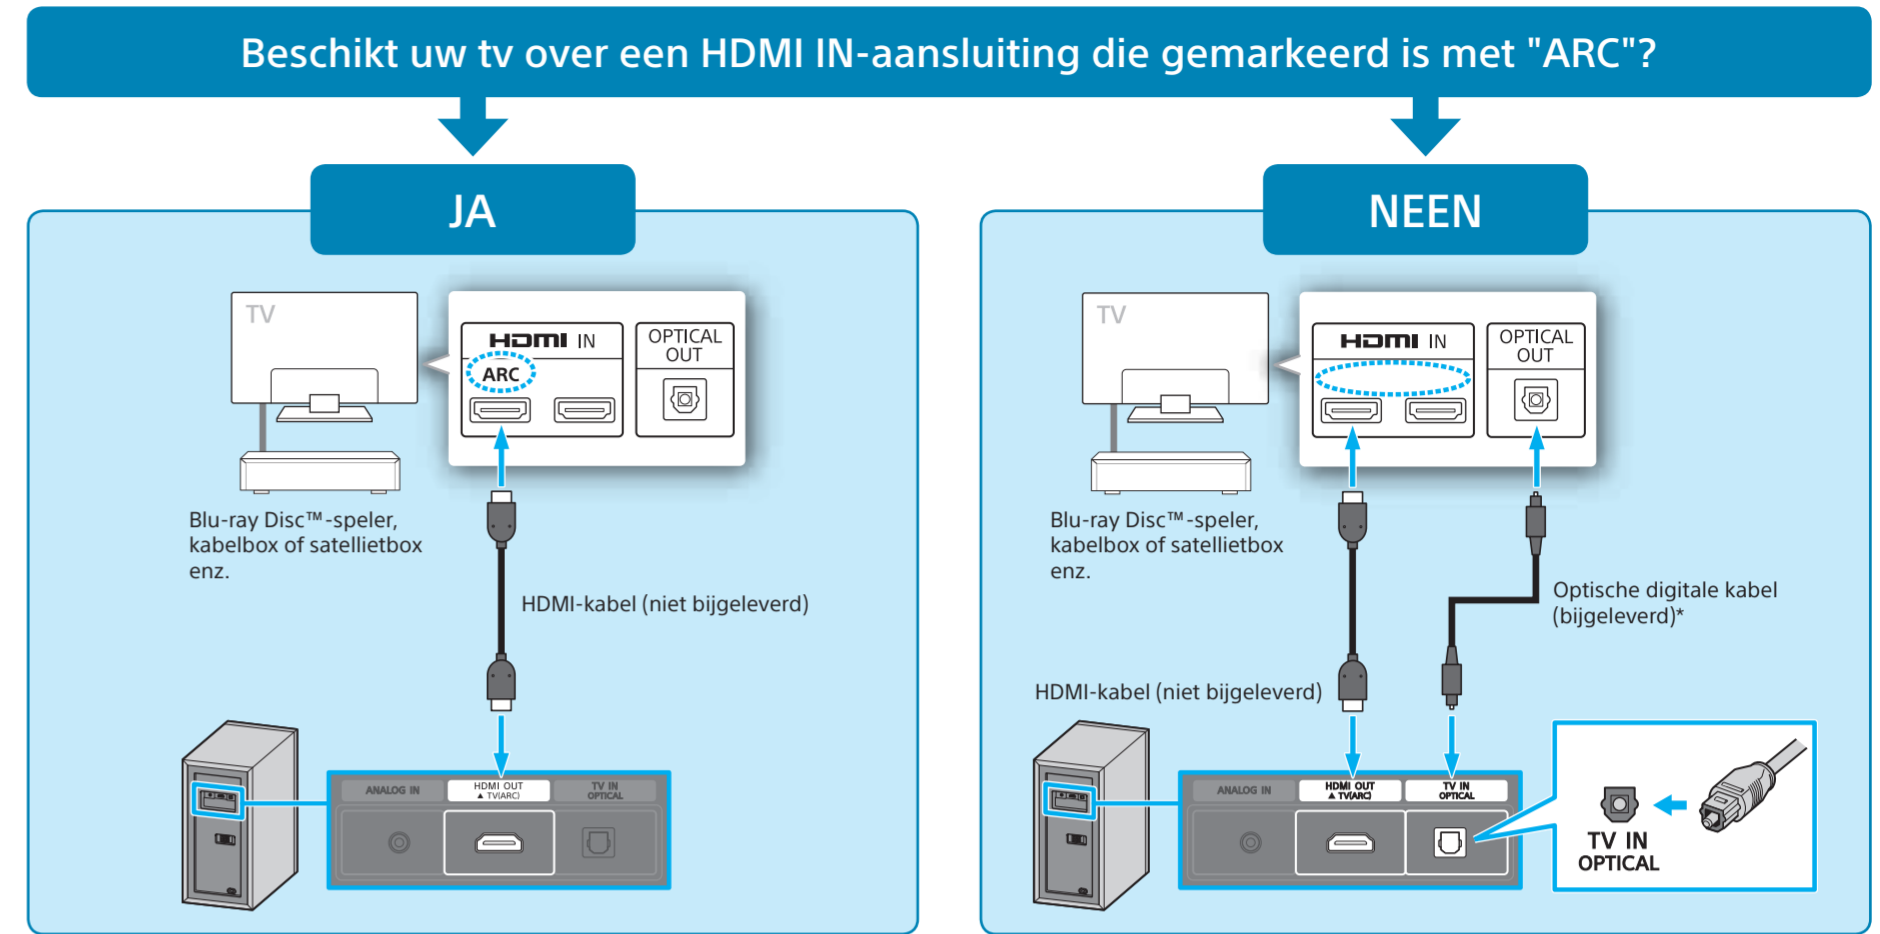 Beschikt uw tv over een HDMI IN-aansluiting die gemarkeerd is met "ARC"?
JA
TV
HDMI IN
ARC
OPTICAL
OUT
Blu-ray Disc™-speler,
kabelbox of satellietbox
enz.
HDMI-kabel (niet bijgeleverd)
ANALOG IN
HDMI OUT
▲ TV(ARC)
TV IN
OPTICAL
NEEN
TV
HDMI IN
OPTICAL
OUT
Blu-ray Disc™-speler,
kabelbox of satellietbox
enz.
Optische digitale kabel
(bijgeleverd)*
HDMI-kabel (niet bijgeleverd)
ANALOG IN
HDMI OUT
▲ TV(ARC)
TV IN
OPTICAL
TV IN
OPTICAL